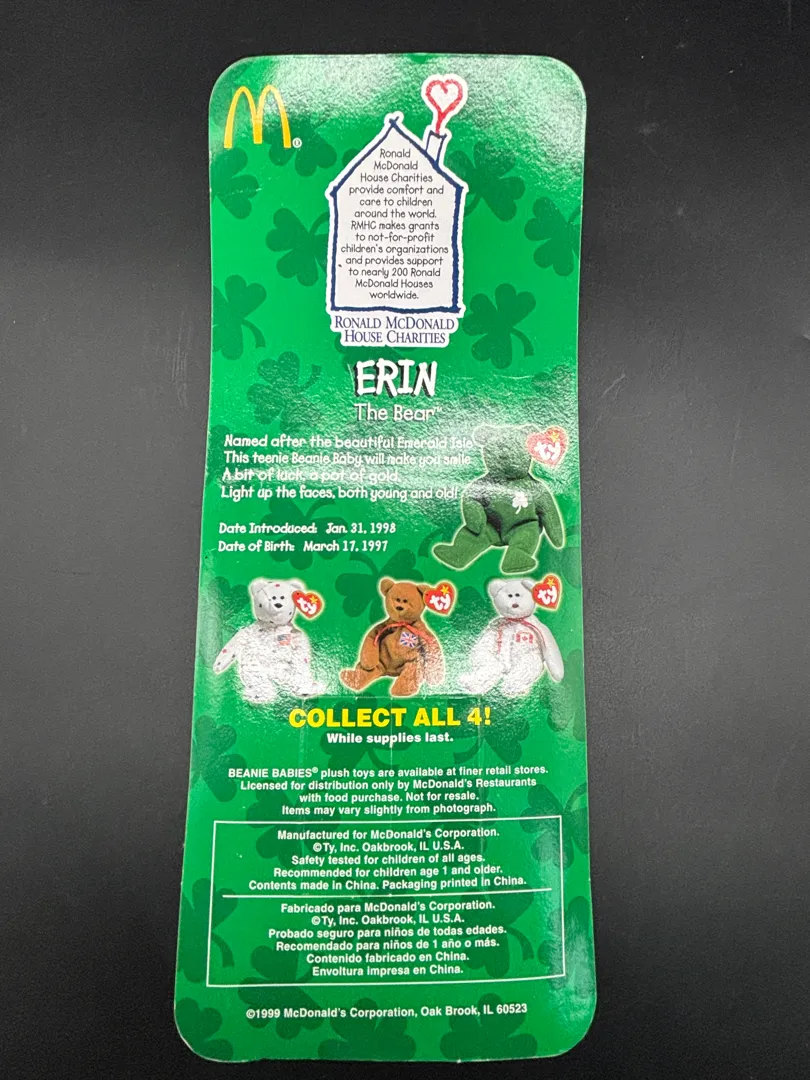 M®
Ronald
McDonald
House Charities
provide comfort and
care to children
around the world.
RMHC makes grants
to not-for-profit
children's organizations
and provides support
to nearly 200 Ronald
McDonald Houses
worldwide.
RONALD MCDONALD
HOUSE CHARITIES
ERIN
The Bear™
Named after the beautiful Emerald Isle
This teenie Beanie Baby will make you smile
A bit of luck, a pot of gold,
Light up the faces, both young and old!
ty
Date Introduced: Jan. 31, 1998
Date of Birth: March 17, 1997
ty
ty
ty
COLLECT ALL 4!
While supplies last.
BEANIE BABIES® plush toys are available at finer retail stores.
Licensed for distribution only by McDonald's Restaurants
with food purchase. Not for resale.
Items may vary slightly from photograph.
Manufactured for McDonald's Corporation.
©Ty, Inc. Oakbrook, IL U.S.A.
Safety tested for children of all ages.
Recommended for children age 1 and older.
Contents made in China. Packaging printed in China.
Fabricado para McDonald's Corporation.
©Ty, Inc. Oakbrook, IL U.S.A.
Probado seguro para niños de todas edades.
Recomendado para niños de 1 año o más.
Contenido fabricado en China.
Envoltura impresa en China.
©1999 McDonald's Corporation, Oak Brook, IL 60523